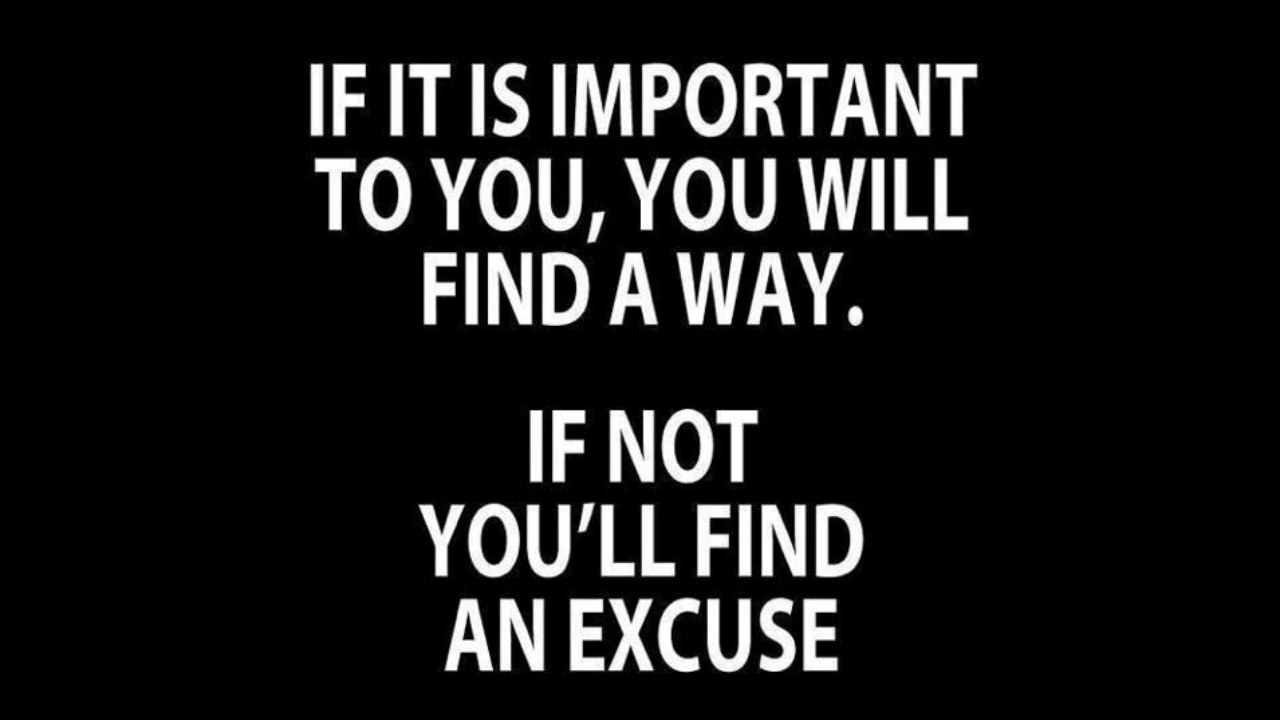 IF IT IS IMPORTANT
TO YOU, YOU WILL
FIND A WAY.
IF NOT
YOU’LL FIND
AN EXCUSE